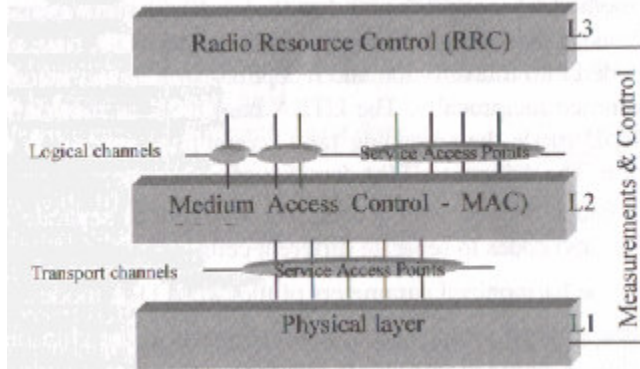 Radio Resource Control (RRC)
L3
Logical channels
Service Access Points
Medium Access Control - MAC)
L2
Transport channels
Service Access Points
Physical layer
L1
Measurements & Control